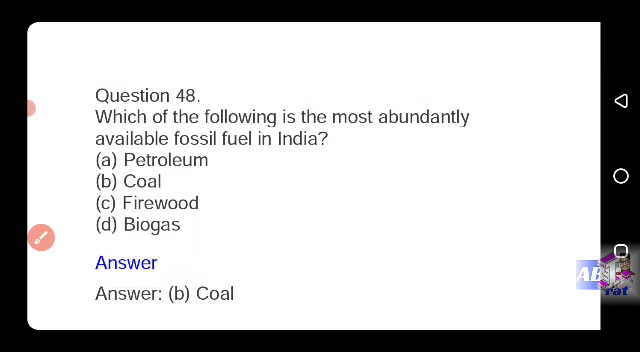 Question 48.
Which of the following is the most abundantly
available fossil fuel in India?
(a) Petroleum
(b) Coal
(c) Firewood
(d) Biogas
Answer
Answer: (b) Coal
rat